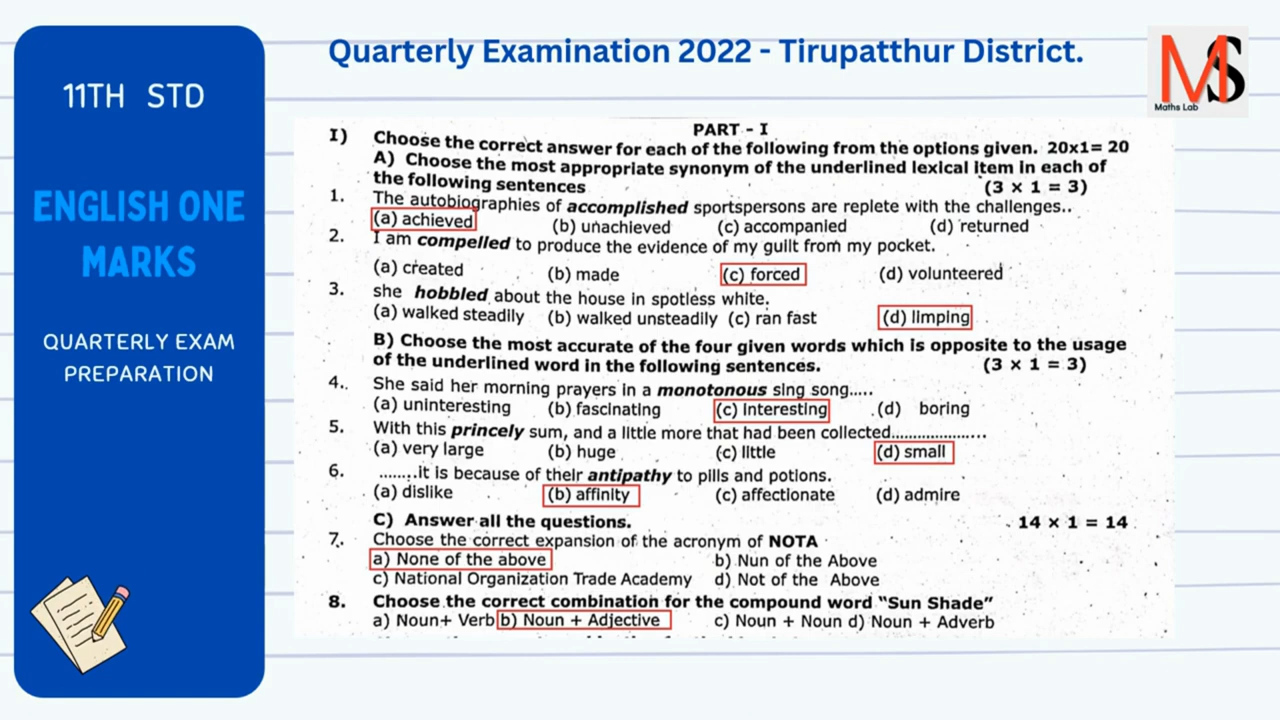 Quarterly Examination 2022 - Tirupatthur District.
MS
Maths Lab
11TH STD
ENGLISH ONE
MARKS
QUARTERLY EXAM
PREPARATION
PART - I
I) Choose the correct answer for each of the following from the options given. 20x1= 20
A) Choose the most appropriate synonym of the underlined lexical item in each of
the following sentences (3 x 1 = 3)
1. The autobiographies of accomplished sportspersons are replete with the challenges..
(a) achieved (b) unachieved (c) accompanied (d) returned
2. I am compelled to produce the evidence of my guilt from my pocket.
(a) created (b) made (c) forced (d) volunteered
3. she hobbled about the house in spotless white.
(a) walked steadily (b) walked unsteadily (c) ran fast (d) limping
B) Choose the most accurate of the four given words which is opposite to the usage
of the underlined word in the following sentences. (3 x 1 = 3)
4. She said her morning prayers in a monotonous sing song.....
(a) uninteresting (b) fascinating (c) interesting (d) boring
5. With this princely sum, and a little more that had been collected....................
(a) very large (b) huge (c) little (d) small
6. ........it is because of their antipathy to pills and potions.
(a) dislike (b) affinity (c) affectionate (d) admire
C) Answer all the questions. 14 x 1 = 14
7. Choose the correct expansion of the acronym of NOTA
a) None of the above b) Nun of the Above
c) National Organization Trade Academy d) Not of the Above
8. Choose the correct combination for the compound word "Sun Shade"
a) Noun+ Verb b) Noun + Adjective c) Noun + Noun d) Noun + Adverb